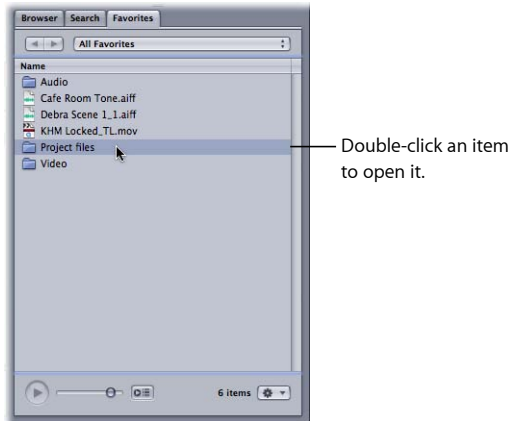 Browser Search Favorites
All Favorites
Name
Audio
Cafe Room Tone.aiff
Debra Scene 1_1.aiff
KHM Locked_TL.mov
Project files
Video
Double-click an item
to open it.
6 items